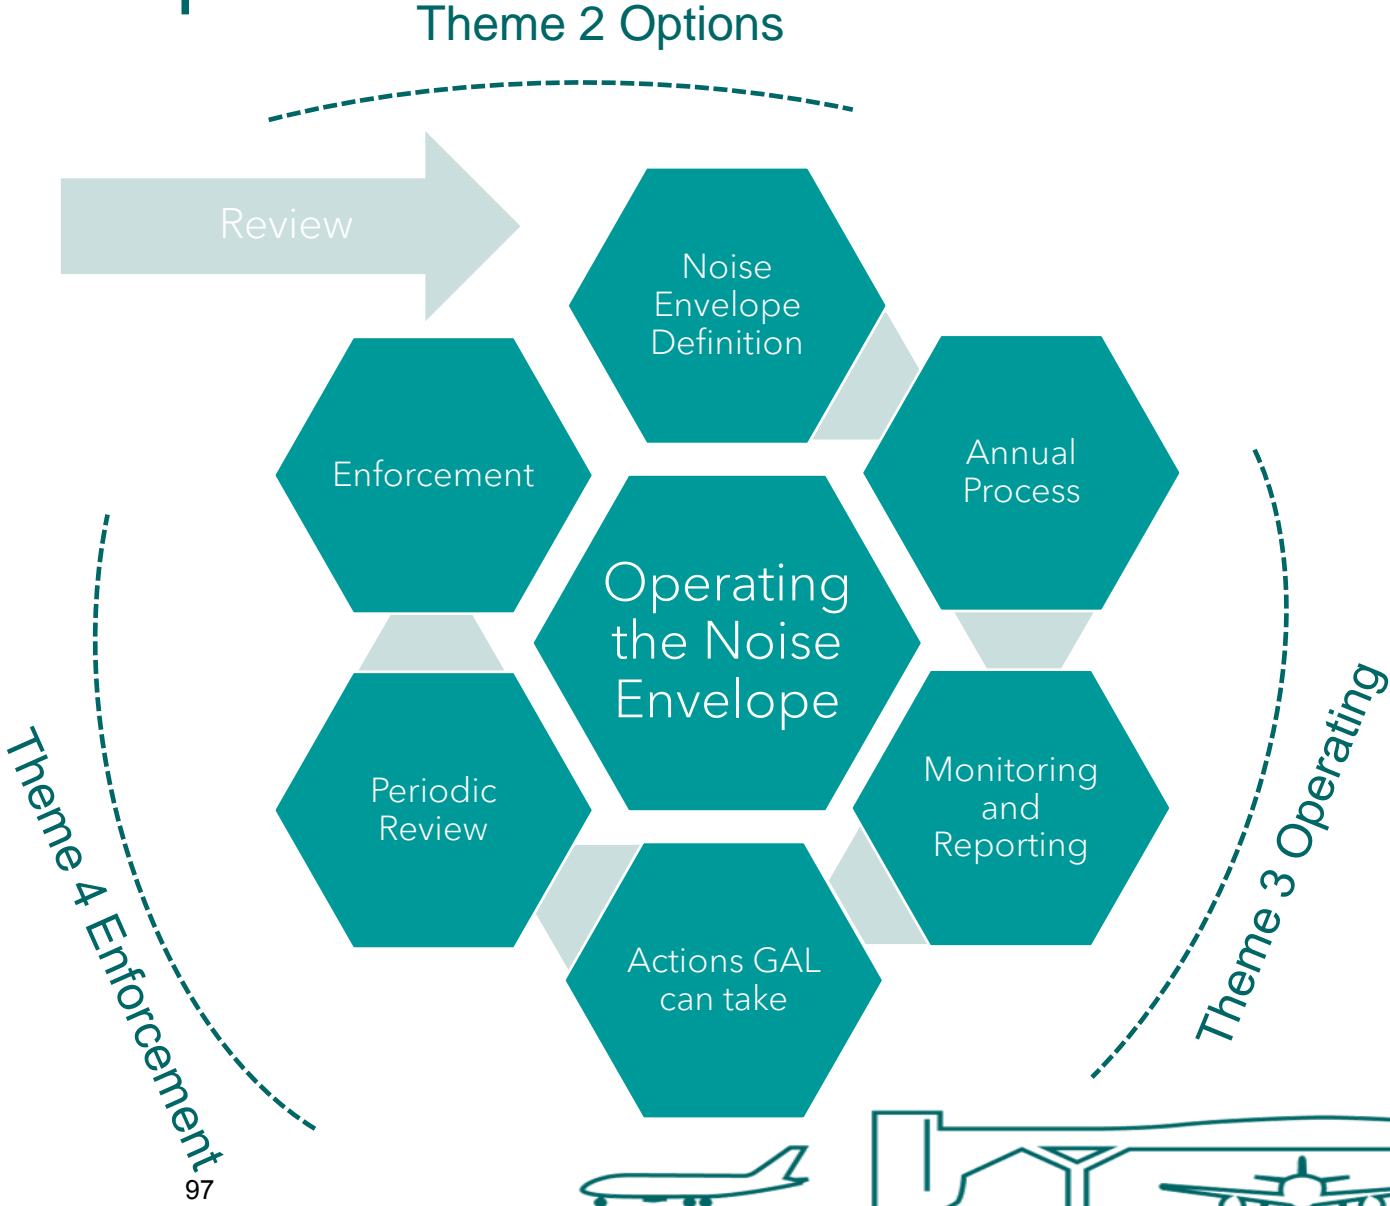 Theme 2 Options
Review
Noise
Envelope
Definition
Annual
Process
Enforcement
Operating
the Noise
Envelope
Monitoring
and
Reporting
Periodic
Review
Actions GAL
can take
Theme 3 Operating
Theme 4 Enforcement
97